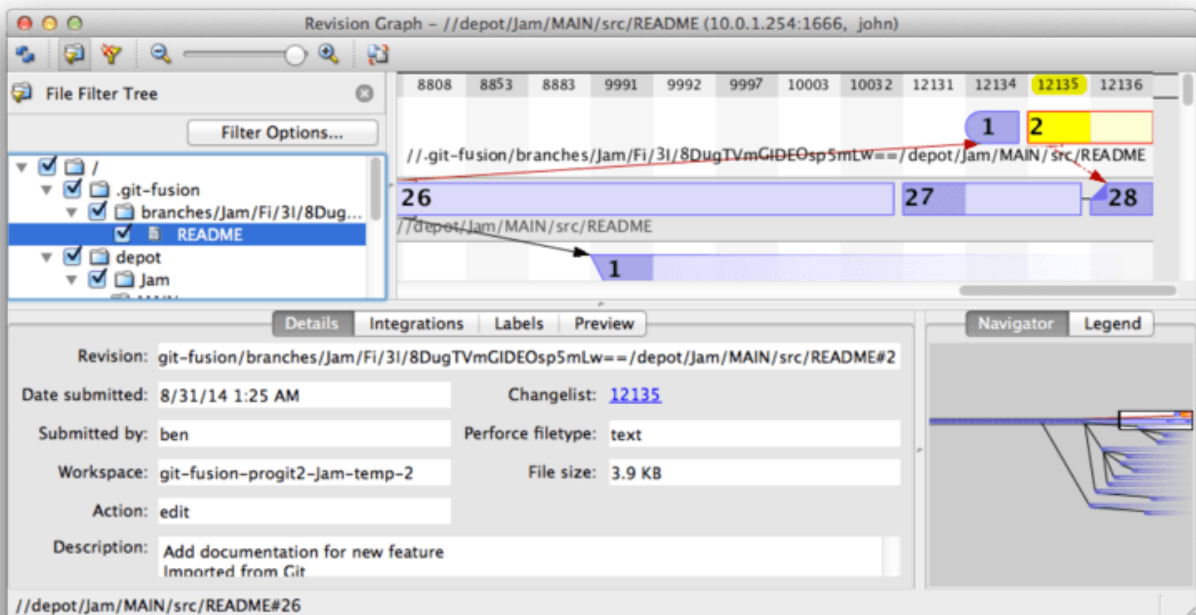 Revision Graph – //depot/Jam/MAIN/src/README (10.0.1.254:1666, john)
File Filter Tree
Filter Options...
/
.git-fusion
branches/Jam/Fi/3I/8Dug...
README
depot
Jam
8808 8853 8883 9991 9992 9997 10003 10032 12131 12134 12135 12136
1 2
//.git-fusion/branches/Jam/Fi/3I/8DugTVmGIDEOsp5mLw==/depot/Jam/MAIN/src/README
26 27 28
//depot/Jam/MAIN/src/README
1
Details Integrations Labels Preview
Navigator Legend
Revision: git-fusion/branches/Jam/Fi/3I/8DugTVmGIDEOsp5mLw==/depot/Jam/MAIN/src/README#2
Date submitted: 8/31/14 1:25 AM Changelist: 12135
Submitted by: ben Perforce filetype: text
Workspace: git-fusion-progit2-Jam-temp-2 File size: 3.9 KB
Action: edit
Description: Add documentation for new feature
Imported from Git
//depot/Jam/MAIN/src/README#26